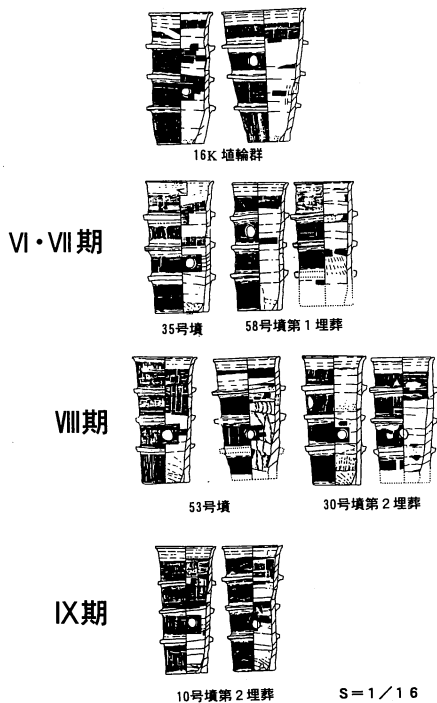 16K 埴輪群
Ⅵ・Ⅶ期
35号墳
58号墳第1埋葬
Ⅷ期
53号墳
30号墳第2埋葬
Ⅸ期
10号墳第2埋葬
S=1/16